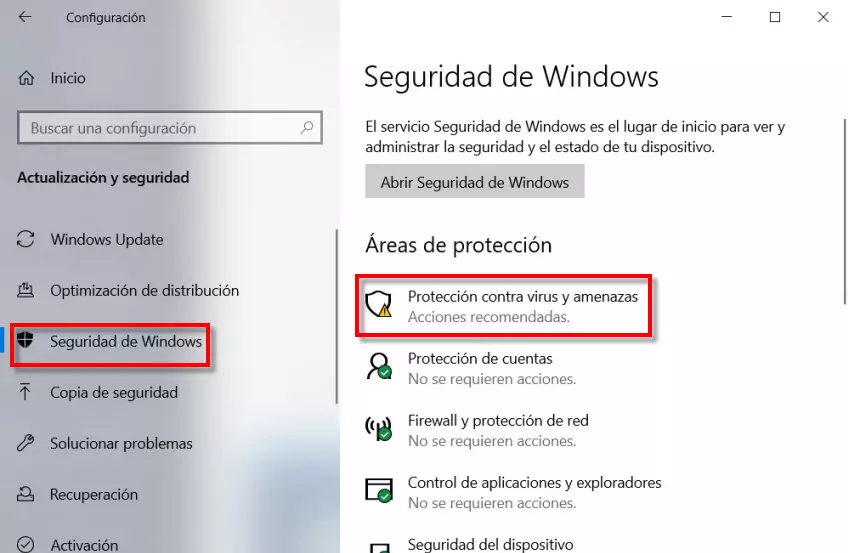 Configuración
Inicio
Buscar una configuración
Actualización y seguridad
Windows Update
Optimización de distribución
Seguridad de Windows
Copia de seguridad
Solucionar problemas
Recuperación
Activación
Seguridad de Windows
El servicio Seguridad de Windows es el lugar de inicio para ver y
administrar la seguridad y el estado de tu dispositivo.
Abrir Seguridad de Windows
Áreas de protección
Protección contra virus y amenazas
Acciones recomendadas.
Protección de cuentas
No se requieren acciones.
Firewall y protección de red
No se requieren acciones.
Control de aplicaciones y exploradores
No se requieren acciones.
Seguridad del dispositivo